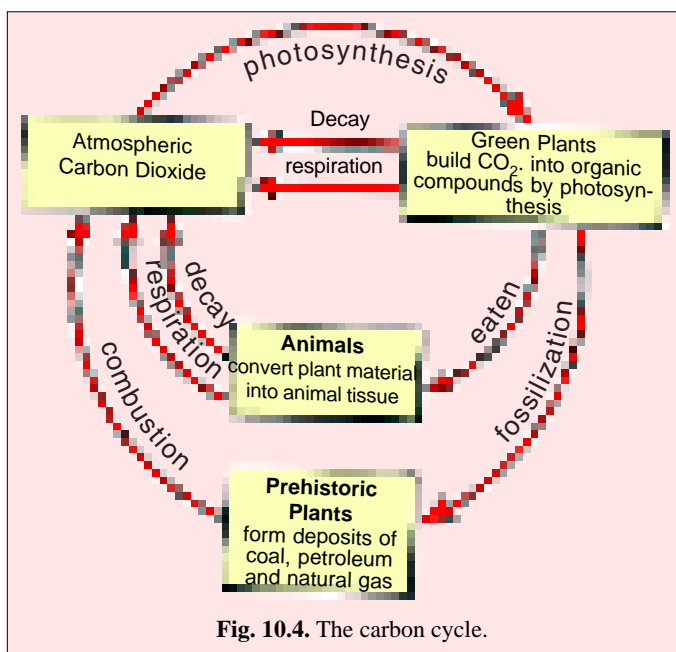 photosynthesis
Atmospheric
Carbon Dioxide
Decay
respiration
Green Plants
build CO₂. into organic
compounds by photosyn-
thesis
decay
respiration
combustion
eaten
fossilization
Animals
convert plant material
into animal tissue
Prehistoric
Plants
form deposits of
coal, petroleum
and natural gas
Fig. 10.4. The carbon cycle.